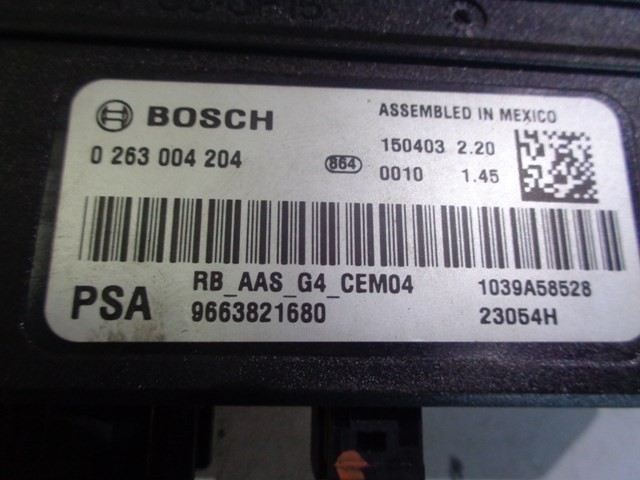 BOSCH
ASSEMBLED IN MEXICO
0 263 004 204
864
150403 2.20
0010 1.45
PSA
RB_AAS_G4_CEM04
9663821680
1039A58528
23054H